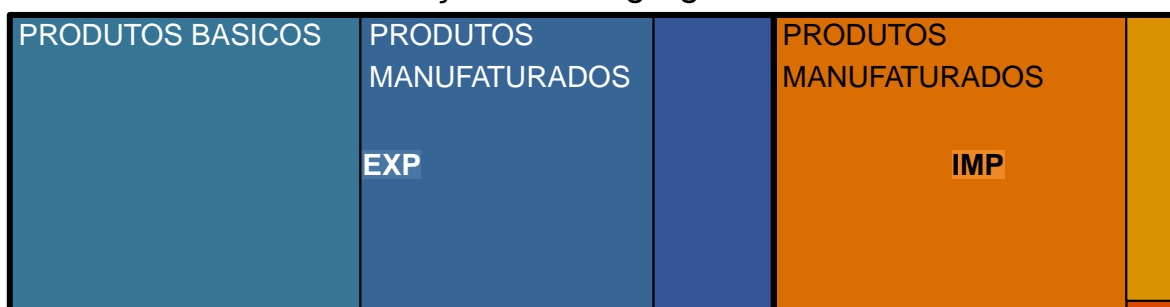 PRODUTOS BASICOS
PRODUTOS
MANUFATURADOS
EXP
PRODUTOS
MANUFATURADOS
IMP